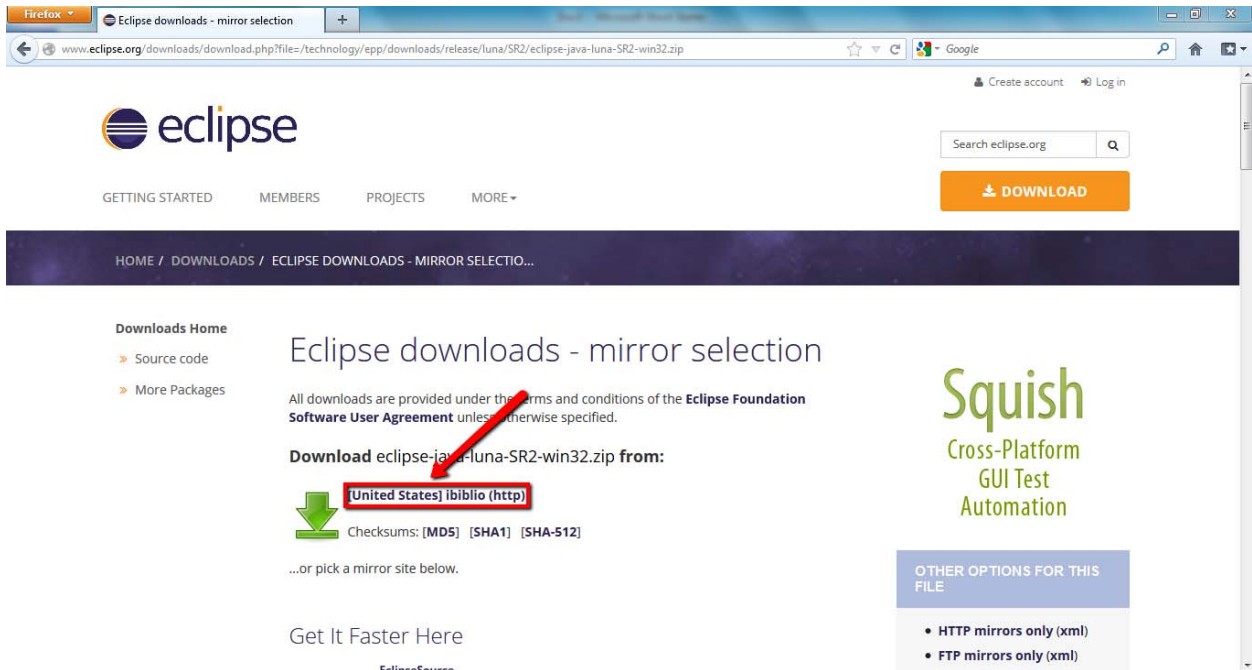 Firefox
Eclipse downloads - mirror selection
www.eclipse.org/downloads/download.php?file=/technology/epp/downloads/release/luna/SR2/eclipse-java-luna-SR2-win32.zip
Google
Create account Log in
eclipse
Search eclipse.org
DOWNLOAD
GETTING STARTED MEMBERS PROJECTS MORE
HOME / DOWNLOADS / ECLIPSE DOWNLOADS - MIRROR SELECTIO...
Downloads Home
Source code
More Packages
Eclipse downloads - mirror selection
All downloads are provided under the terms and conditions of the Eclipse Foundation
Software User Agreement unless otherwise specified.
Download eclipse-java-luna-SR2-win32.zip from:
[United States] ibiblio (http)
Checksums: [MD5] [SHA1] [SHA-512]
...or pick a mirror site below.
Get It Faster Here
EclipseSource
Squish
Cross-Platform
GUI Test
Automation
OTHER OPTIONS FOR THIS
FILE
HTTP mirrors only (xml)
FTP mirrors only (xml)